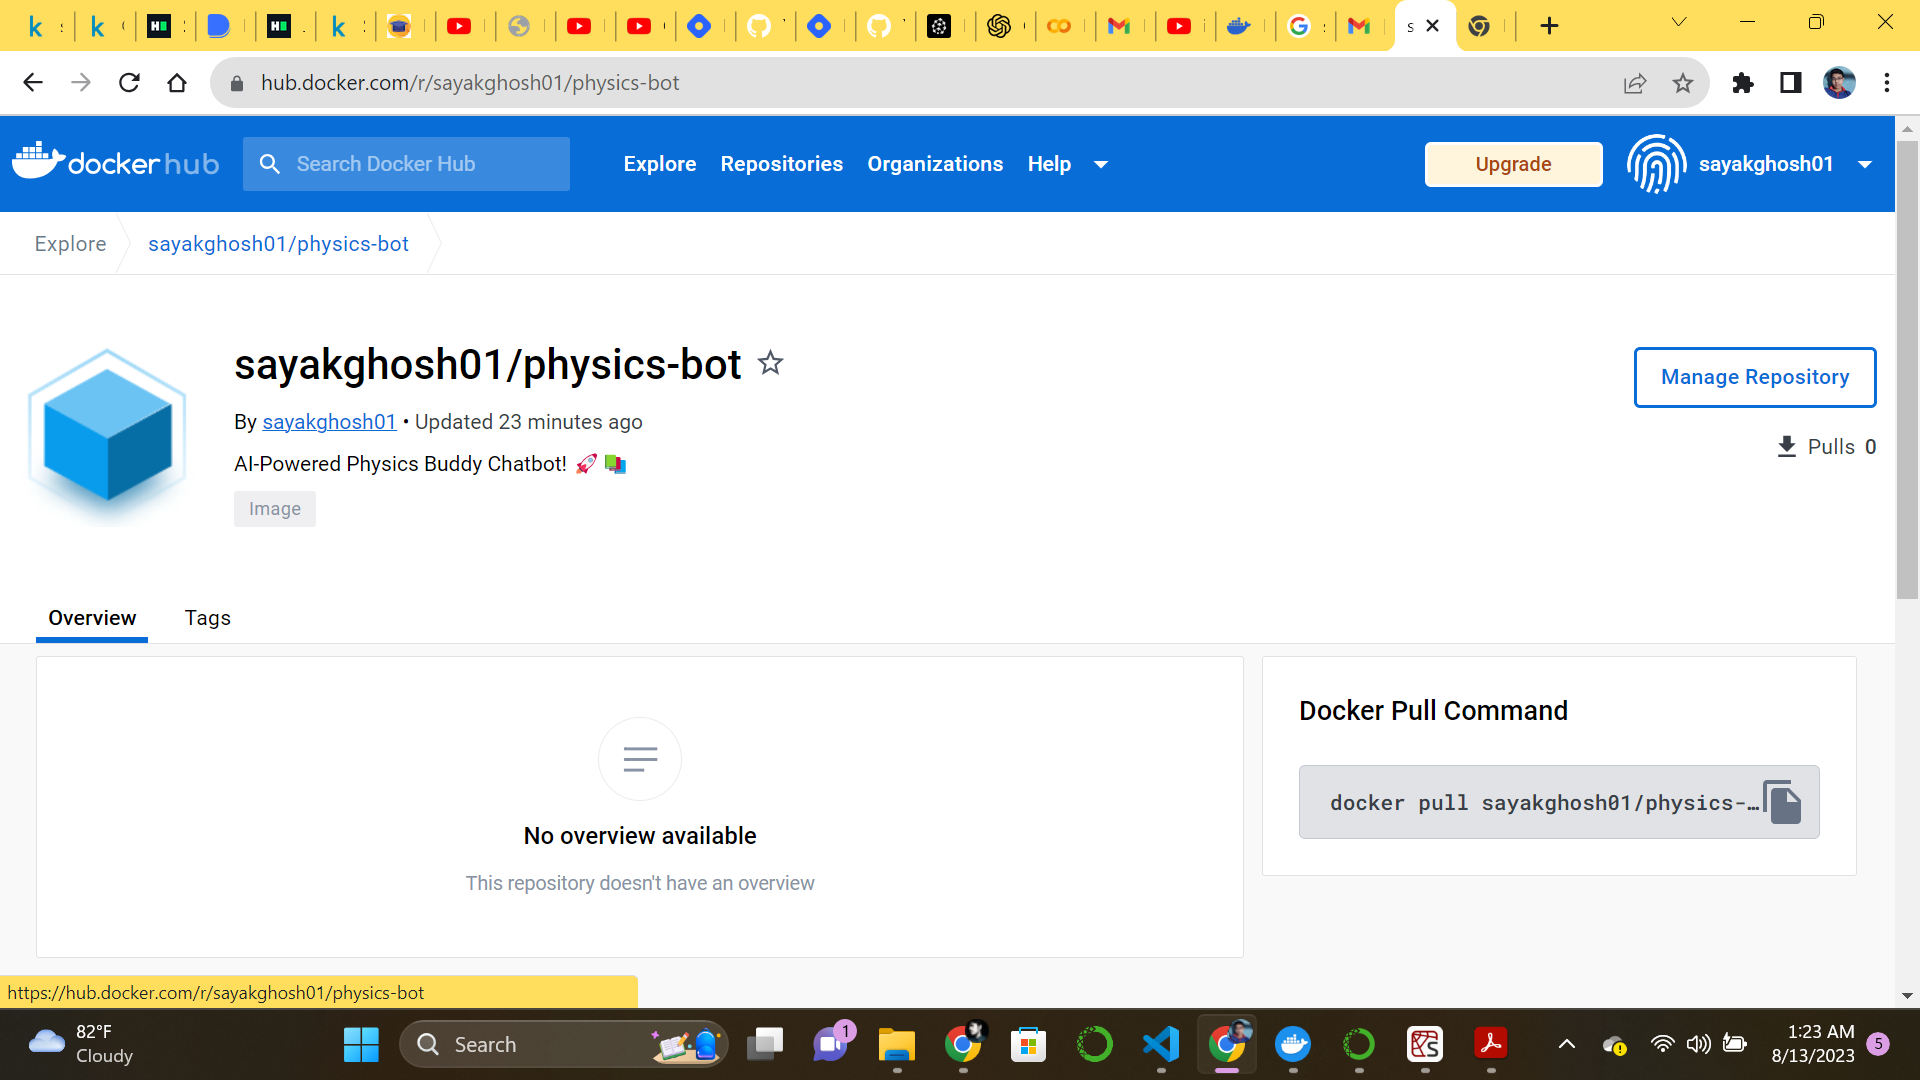 hub.docker.com/r/sayakghosh01/physics-bot
docker hub
Search Docker Hub
Explore
Repositories
Organizations
Help
Upgrade
sayakghosh01
Explore
sayakghosh01/physics-bot
sayakghosh01/physics-bot
Manage Repository
By sayakghosh01 • Updated 23 minutes ago
Pulls 0
AI-Powered Physics Buddy Chatbot! 🚀 📚
Image
Overview
Tags
Docker Pull Command
docker pull sayakghosh01/physics-…
No overview available
This repository doesn't have an overview
https://hub.docker.com/r/sayakghosh01/physics-bot
82°F
Cloudy
Search
1
1:23 AM
8/13/2023
5